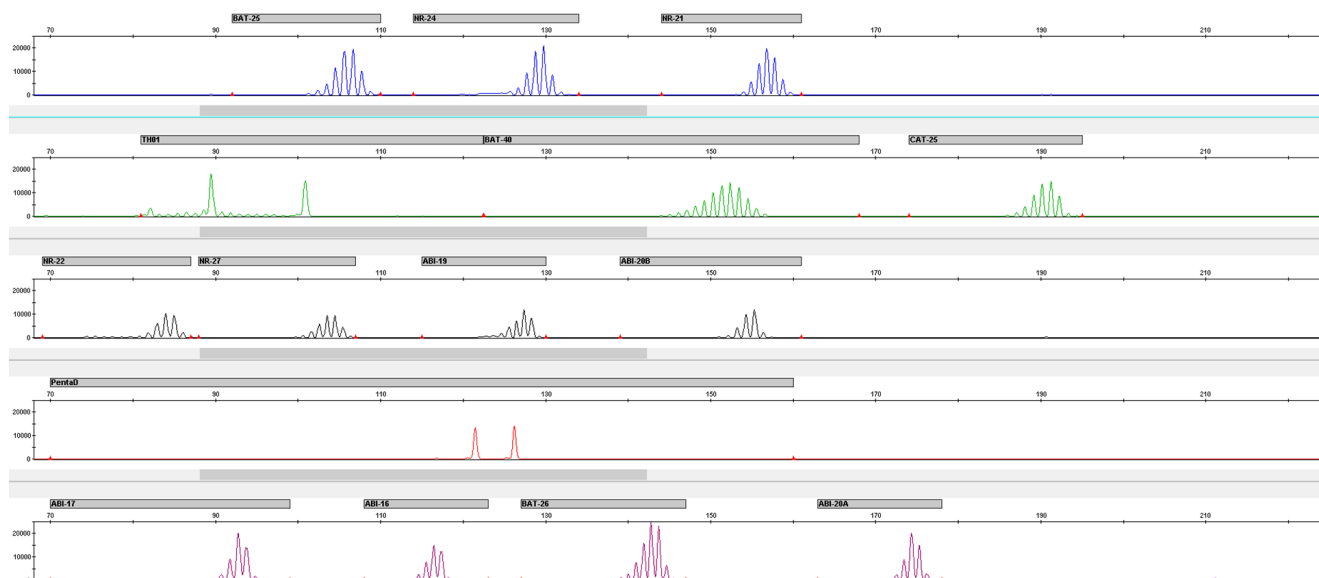 BAT-25 NR-24 NR-21
70 90 110 130 150 170 190 210
20000
10000
0
TH01 BAT-40 CAT-25
70 90 110 130 150 170 190 210
20000
10000
0
NR-22 NR-27 ABI-19 ABI-20B
70 90 110 130 150 170 190 210
20000
10000
0
PentaD
70 90 110 130 150 170 190 210
20000
10000
0
ABI-17 ABI-16 BAT-26 ABI-20A
70 90 110 130 150 170 190 210
20000
10000